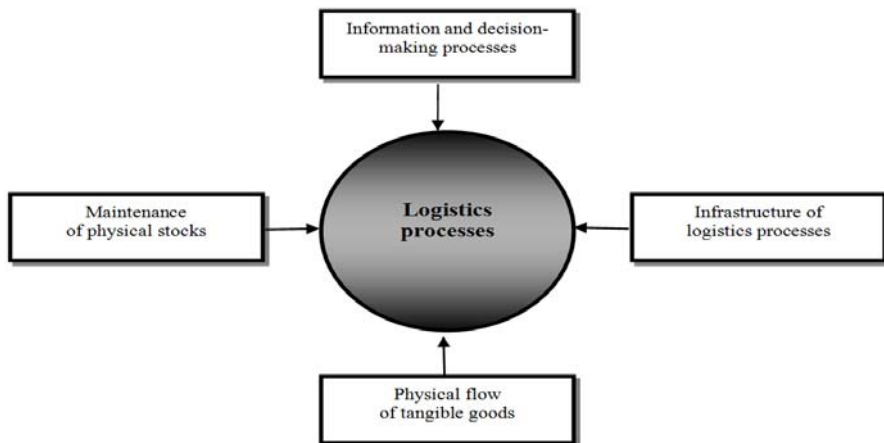 Information and decision-
making processes
Maintenance
of physical stocks
Logistics
processes
Infrastructure of
logistics processes
Physical flow
of tangible goods